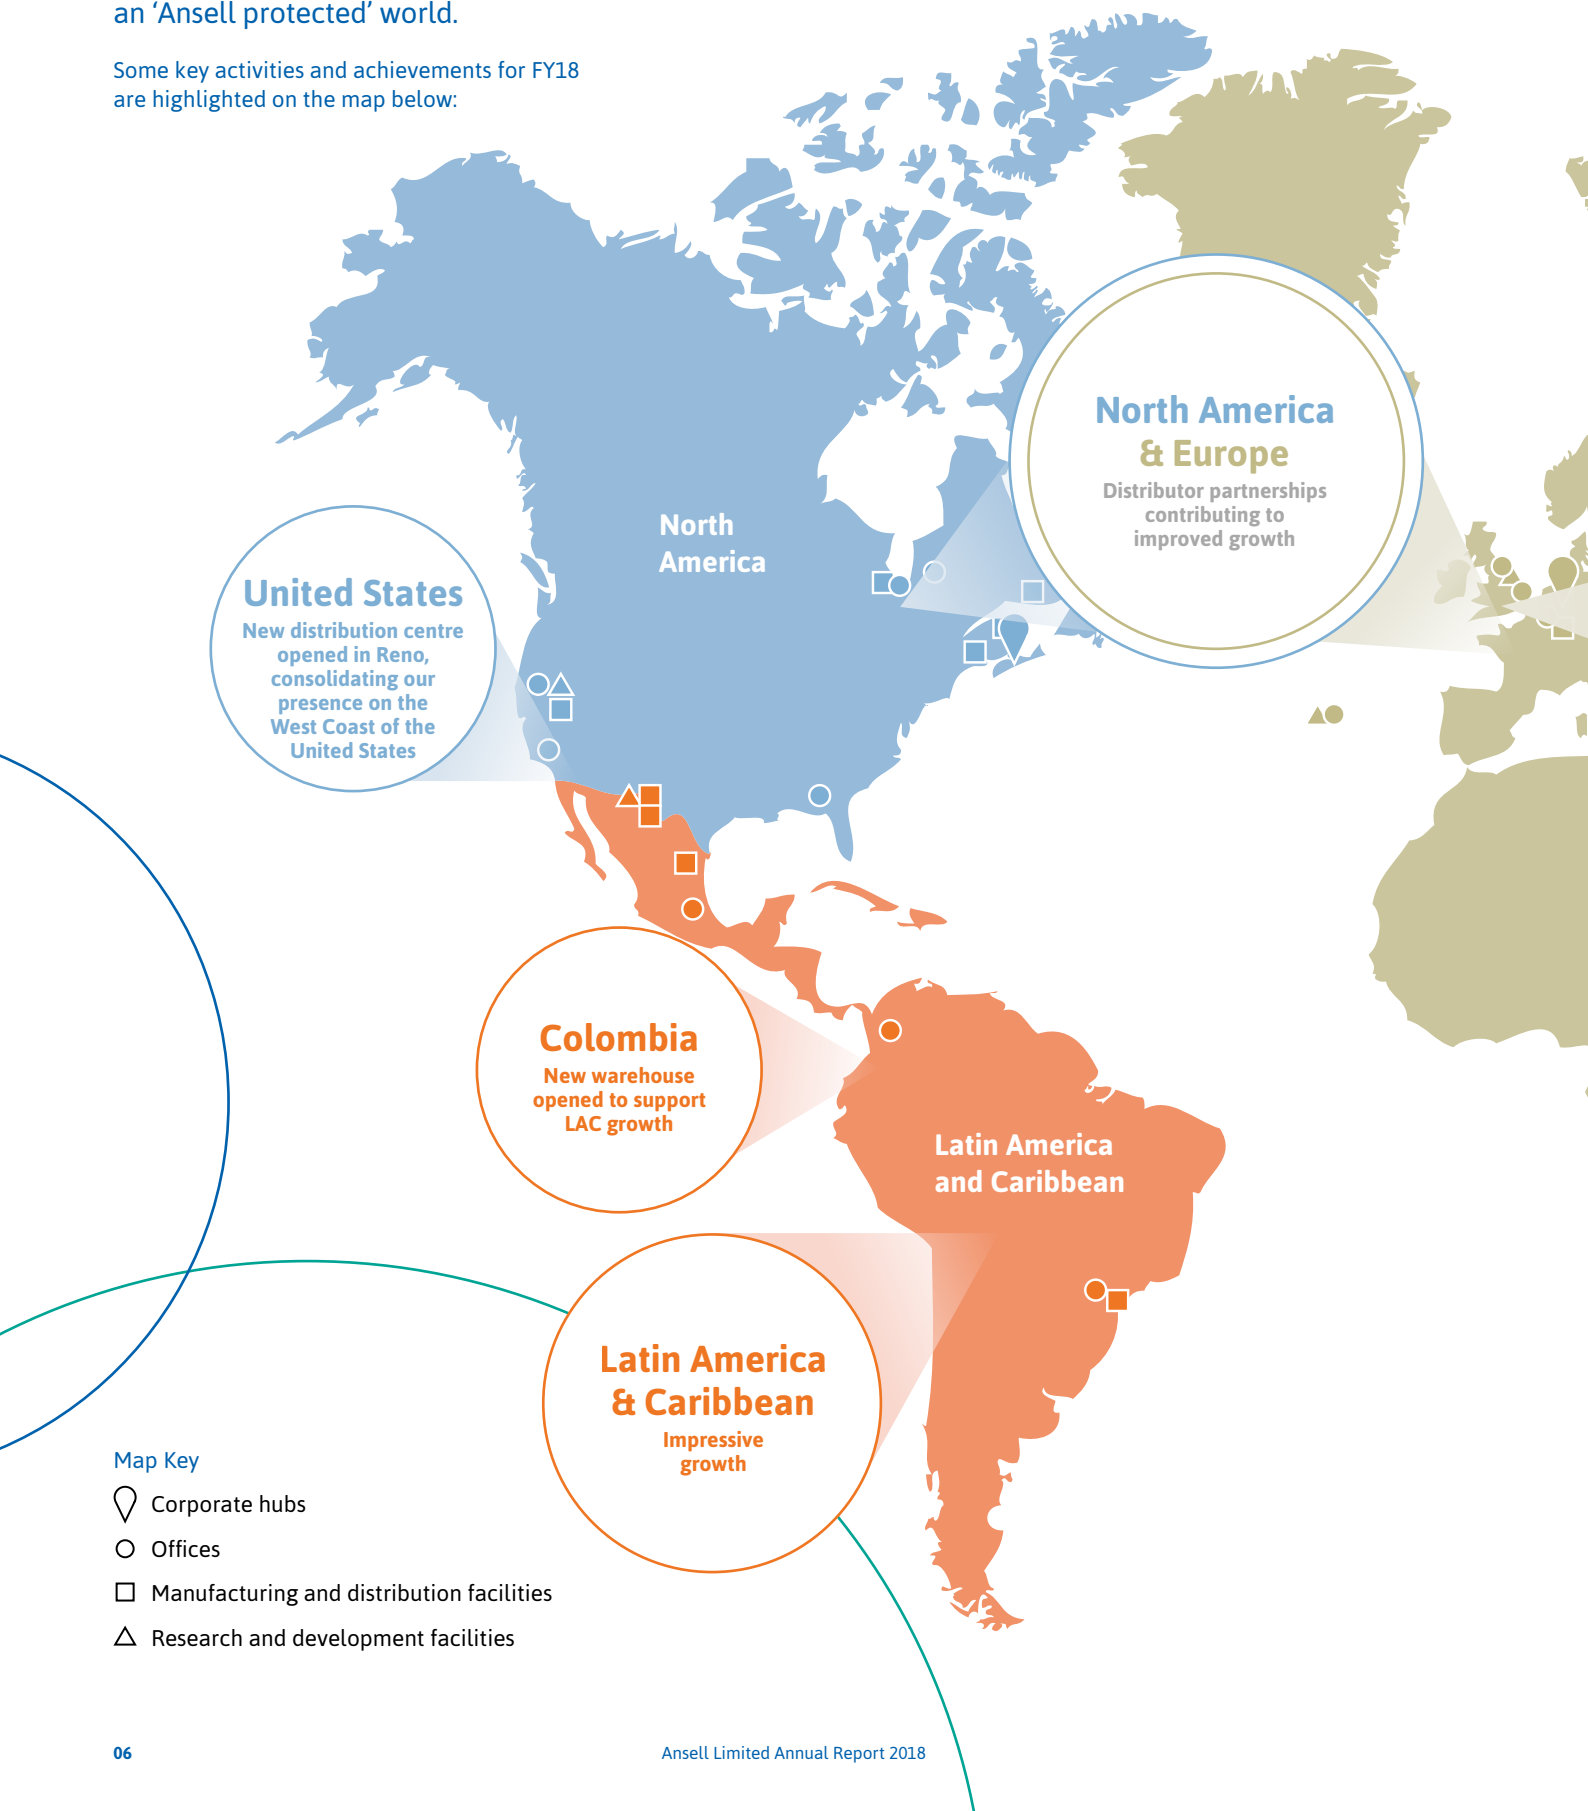 an ‘Ansell protected’ world.
Some key activities and achievements for FY18
are highlighted on the map below:
North America
& Europe
Distributor partnerships
contributing to
improved growth
North
America
United States
New distribution centre
opened in Reno,
consolidating our
presence on the
West Coast of the
United States
Colombia
New warehouse
opened to support
LAC growth
Latin America
and Caribbean
Latin America
& Caribbean
Impressive
growth
Map Key
Corporate hubs
Offices
Manufacturing and distribution facilities
Research and development facilities
06
Ansell Limited Annual Report 2018